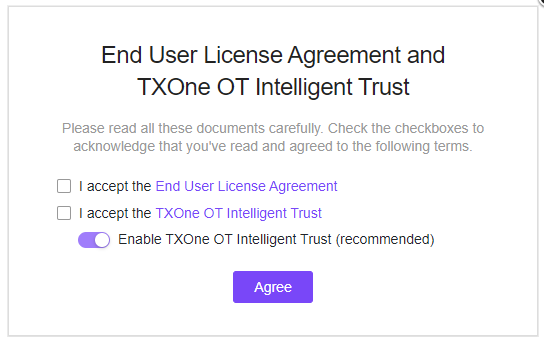 End User License Agreement and
TXOne OT Intelligent Trust
Please read all these documents carefully. Check the checkboxes to
acknowledge that you've read and agreed to the following terms.
I accept the End User License Agreement
I accept the TXOne OT Intelligent Trust
Enable TXOne OT Intelligent Trust (recommended)
Agree